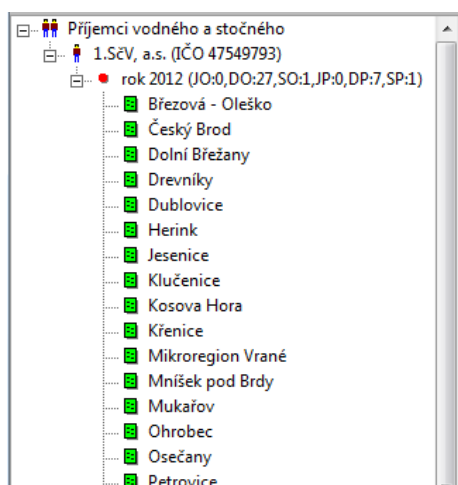 Příjemci vodného a stočného
1.SčV, a.s. (IČO 47549793)
rok 2012 (JO:0,DO:27,SO:1,JP:0,DP:7,SP:1)
Březová - Oleško
Český Brod
Dolní Břežany
Drevníky
Dublovice
Herink
Jesenice
Klučenice
Kosova Hora
Křenice
Mikroregion Vrané
Mníšek pod Brdy
Mukařov
Ohrobec
Osečany
Petrovice